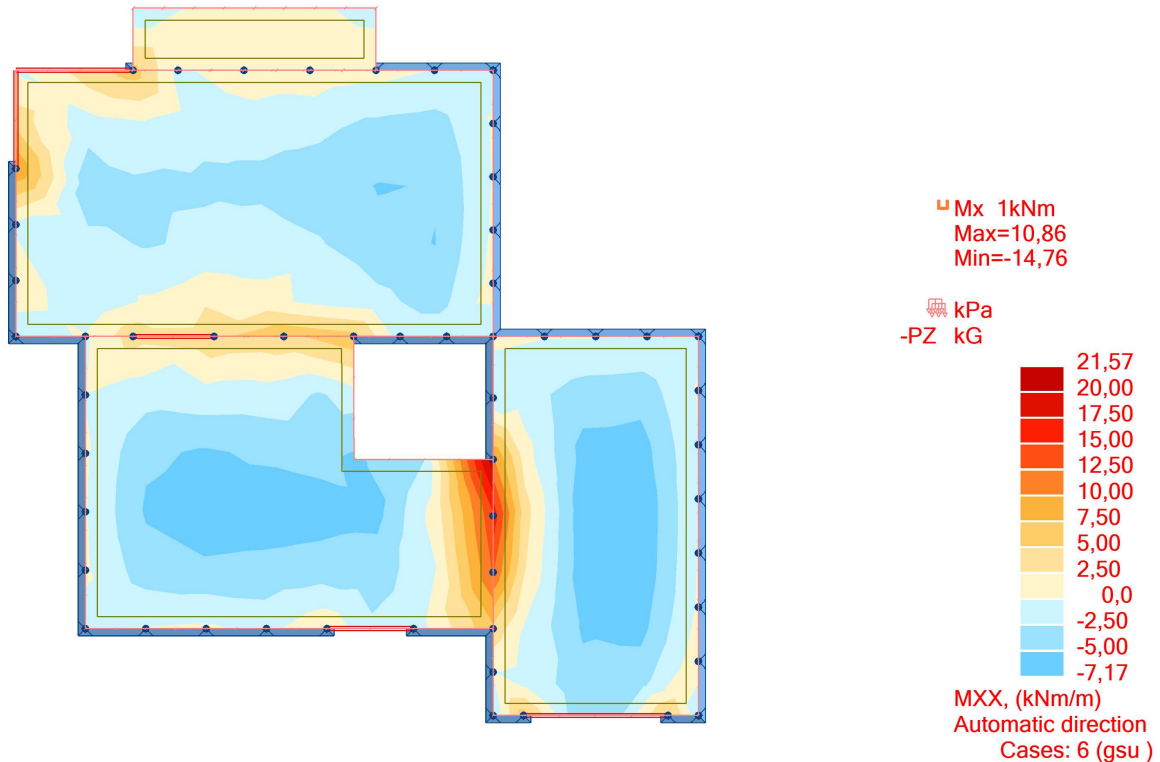 Mx 1kNm
Max=10,86
Min=-14,76
kPa
-PZ kG
21,57
20,00
17,50
15,00
12,50
10,00
7,50
5,00
2,50
0,0
-2,50
-5,00
-7,17
MXX, (kNm/m)
Automatic direction
Cases: 6 (gsu )